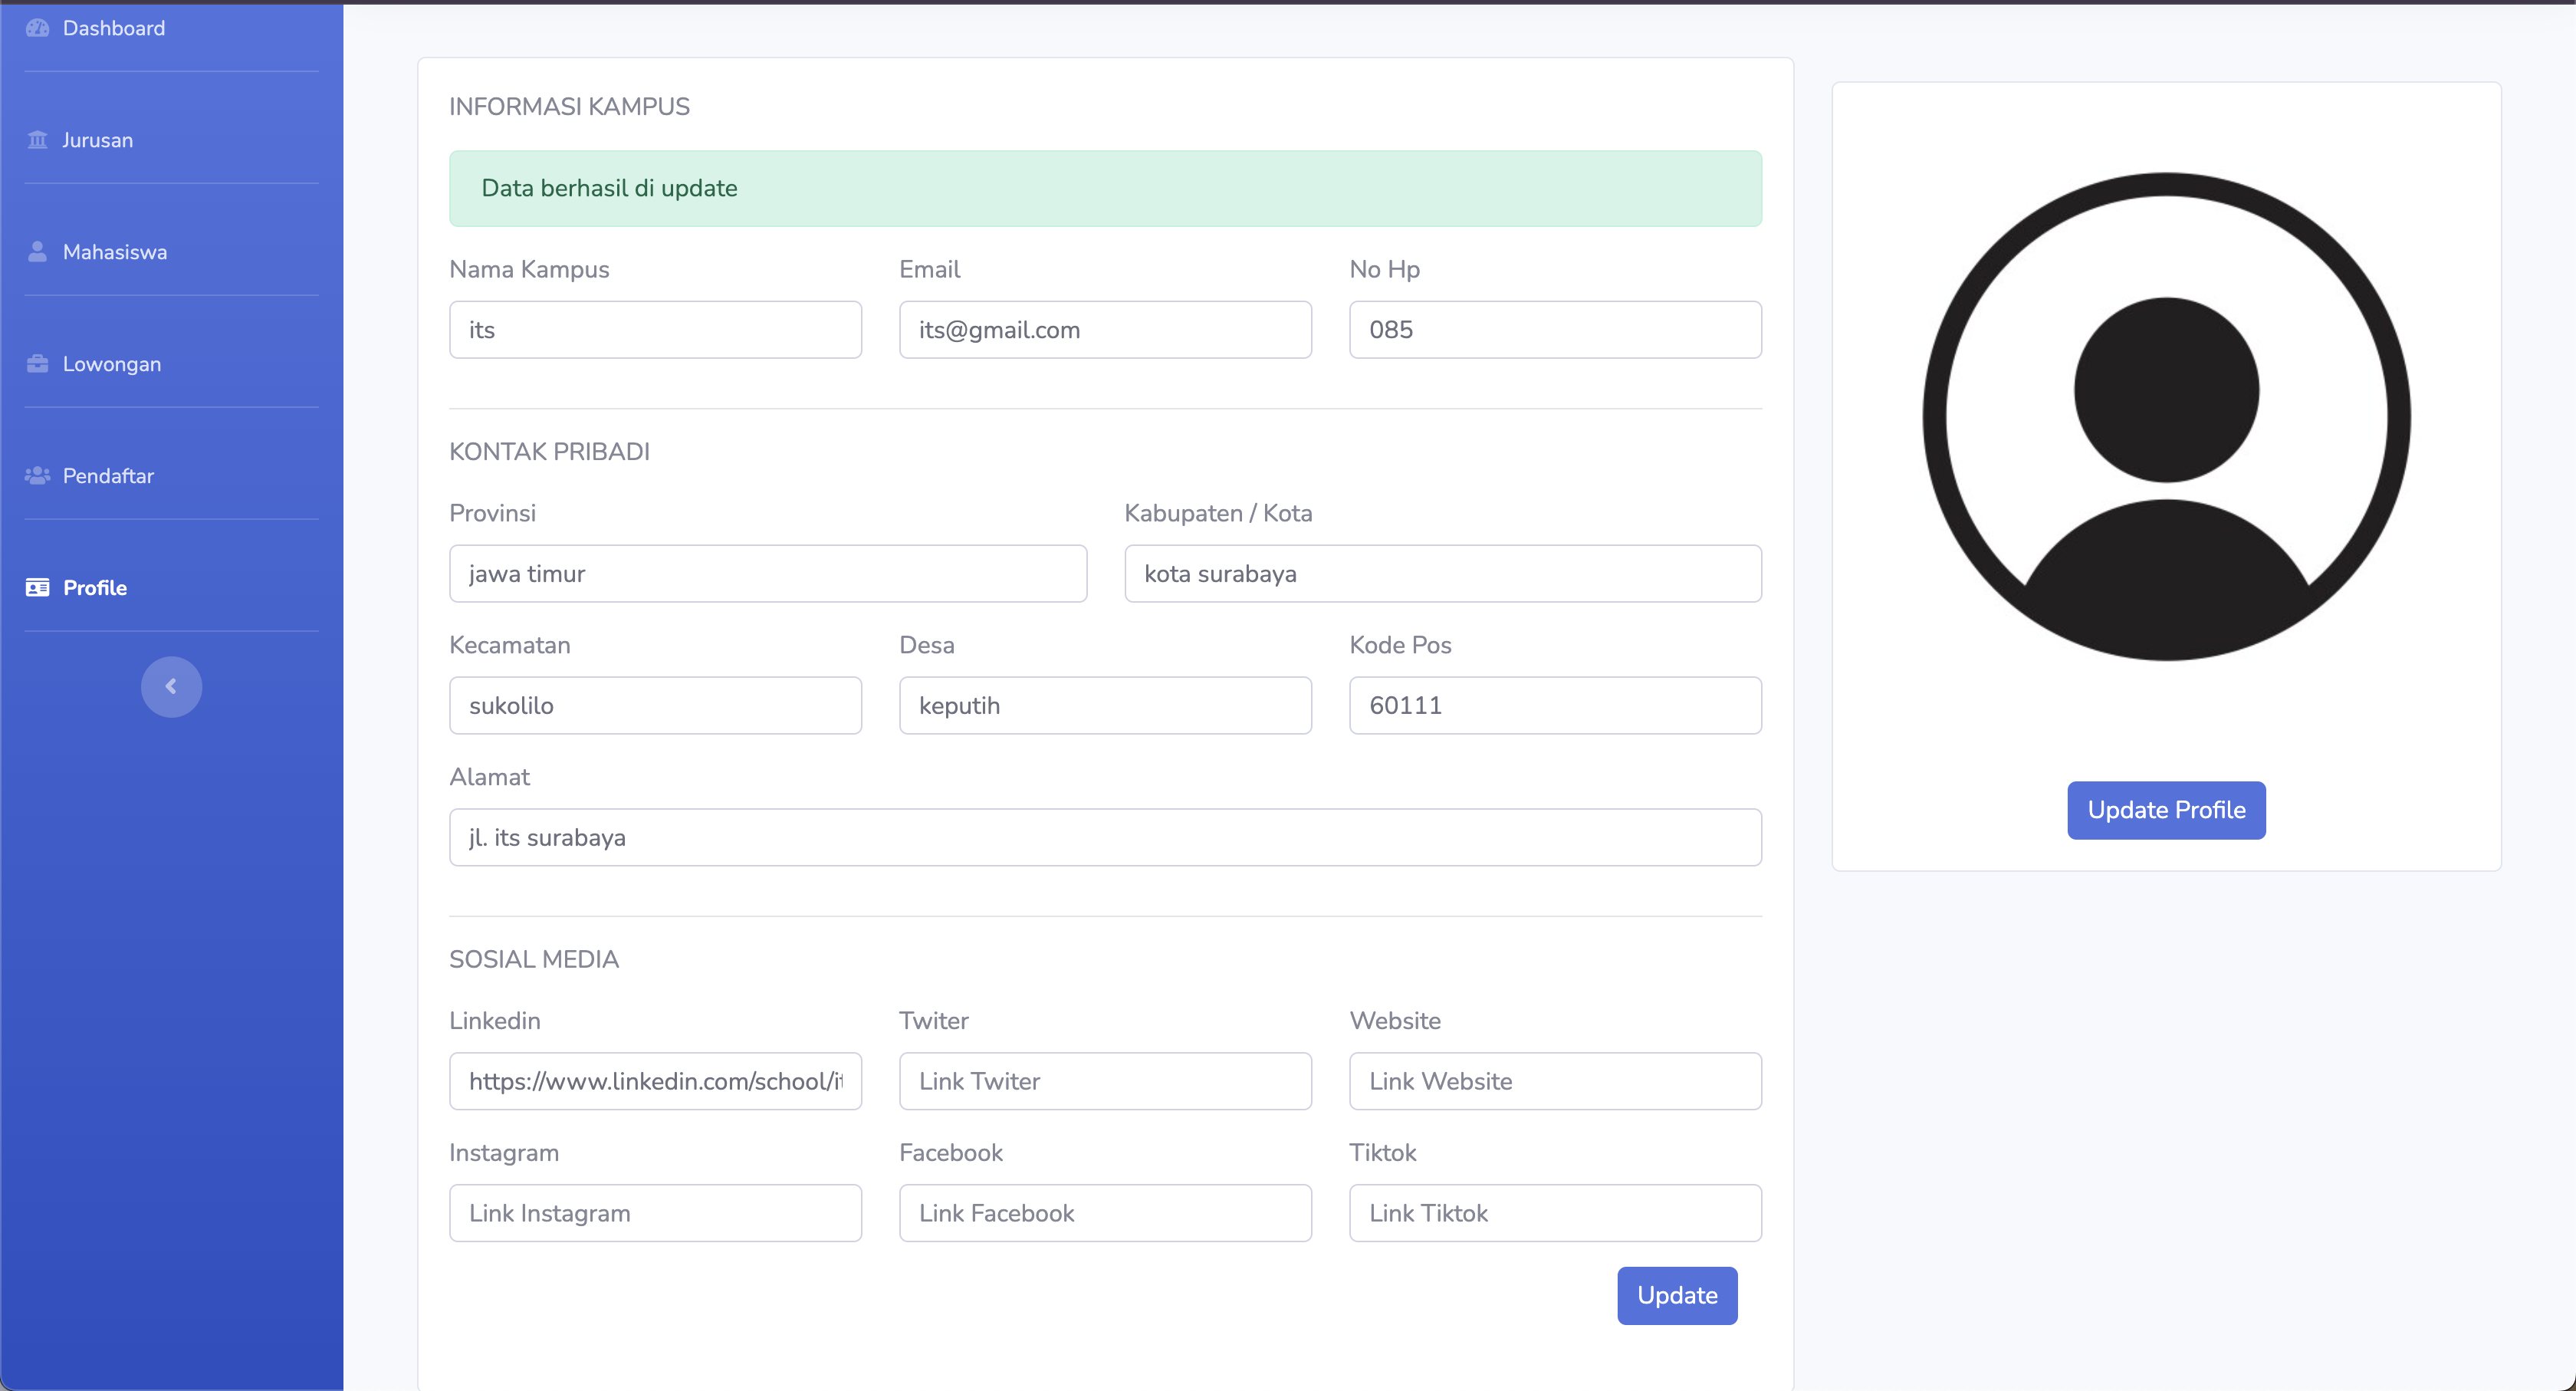 Dashboard
Jurusan
Mahasiswa
Lowongan
Pendaftar
Profile
INFORMASI KAMPUS
Data berhasil di update
Nama Kampus
Email
No Hp
its
its@gmail.com
085
KONTAK PRIBADI
Provinsi
Kabupaten / Kota
jawa timur
kota surabaya
Kecamatan
Desa
Kode Pos
sukolilo
keputih
60111
Alamat
jl. its surabaya
SOSIAL MEDIA
Linkedin
Twiter
Website
https://www.linkedin.com/school/it
Link Twiter
Link Website
Instagram
Facebook
Tiktok
Link Instagram
Link Facebook
Link Tiktok
Update
Update Profile